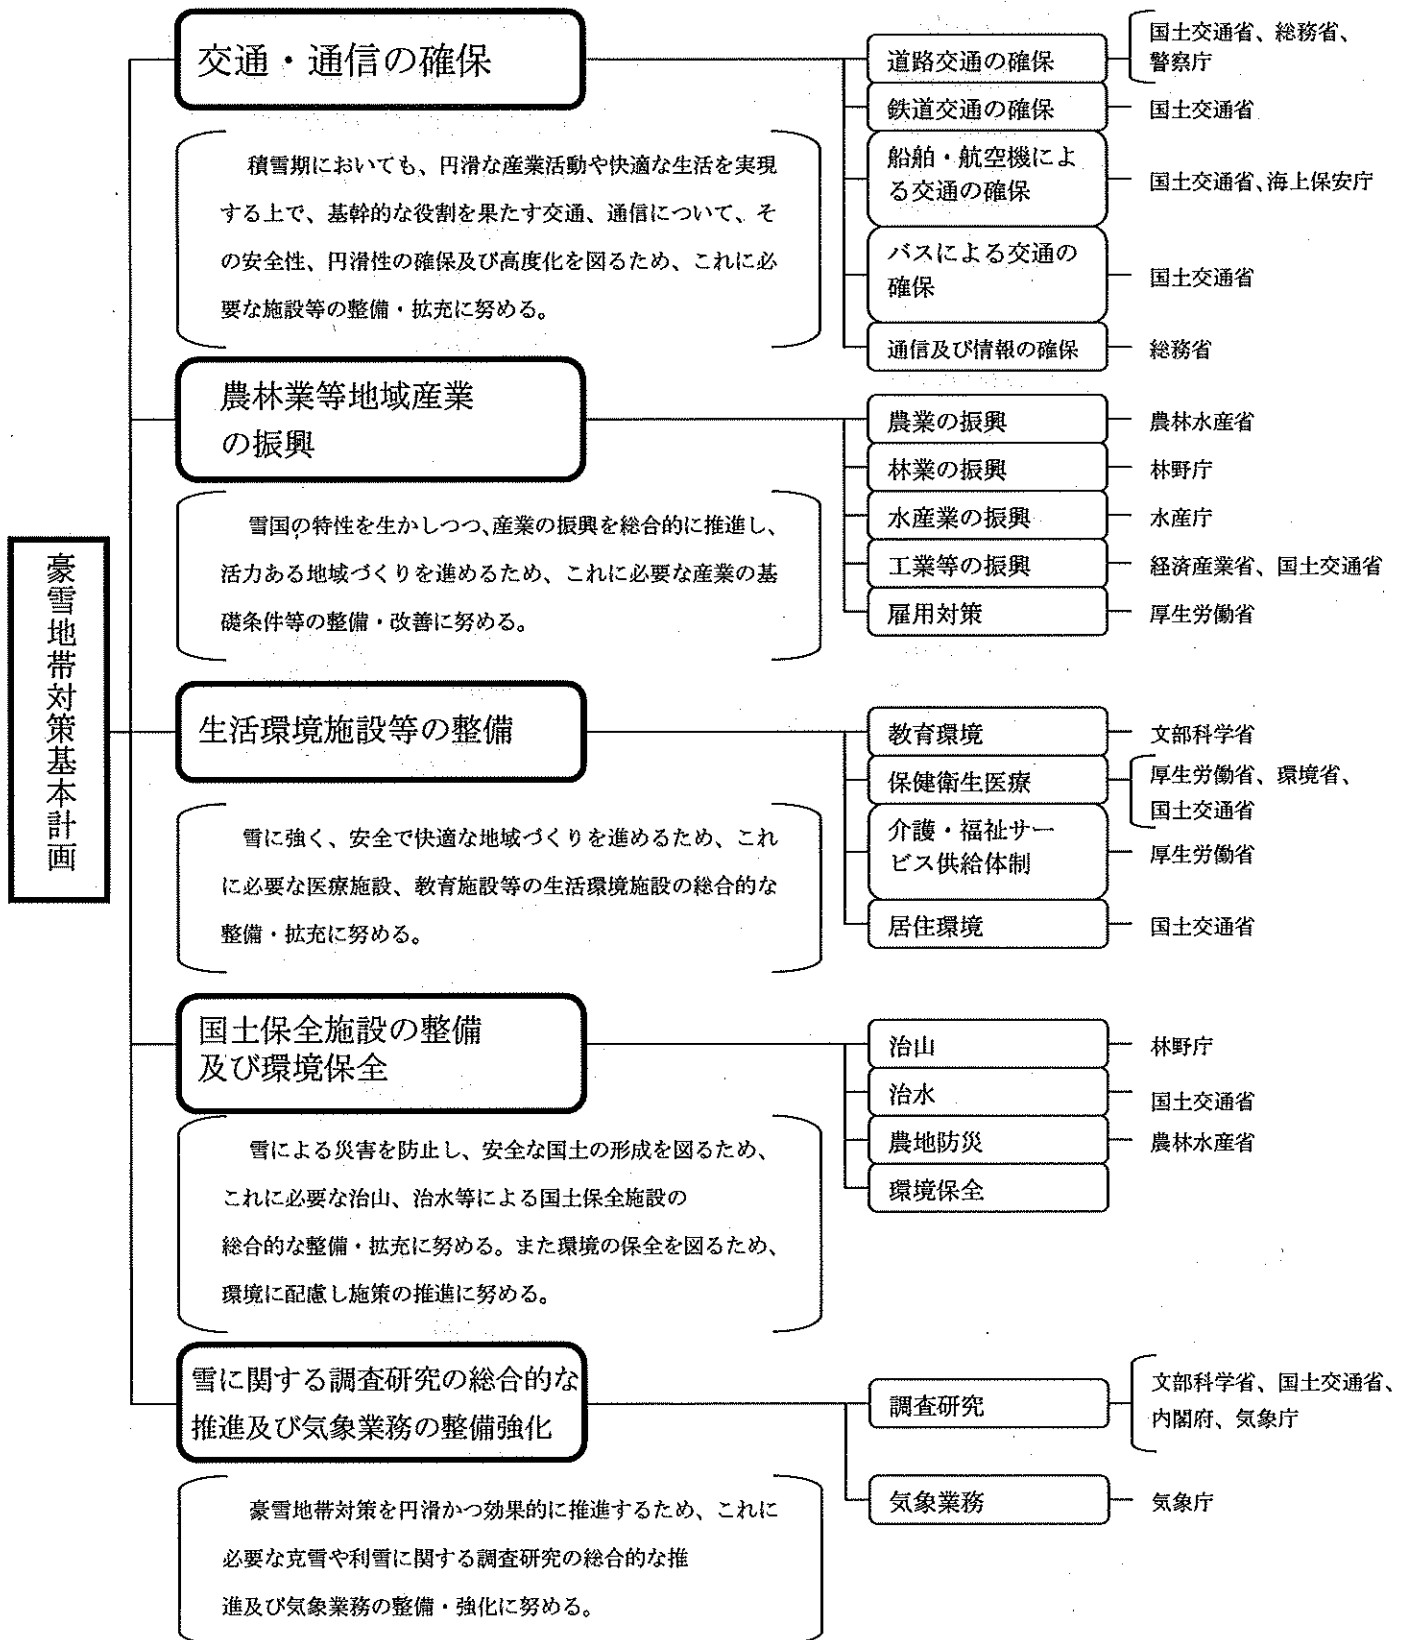 豪雪地帯対策基本計画
交通・通信の確保
積雪期においても、円滑な産業活動や快適な生活を実現
する上で、基幹的な役割を果たす交通、通信について、そ
の安全性、円滑性の確保及び高度化を図るため、これに必
要な施設等の整備・拡充に努める。
道路交通の確保
国土交通省、総務省、
警察庁
鉄道交通の確保
国土交通省
船舶・航空機によ
る交通の確保
国土交通省、海上保安庁
バスによる交通の
確保
国土交通省
通信及び情報の確保
総務省
農林業等地域産業
の振興
雪国の特性を生かしつつ、産業の振興を総合的に推進し、
活力ある地域づくりを進めるため、これに必要な産業の基
礎条件等の整備・改善に努める。
農業の振興
農林水産省
林業の振興
林野庁
水産業の振興
水産庁
工業等の振興
経済産業省、国土交通省
雇用対策
厚生労働省
生活環境施設等の整備
雪に強く、安全で快適な地域づくりを進めるため、これ
に必要な医療施設、教育施設等の生活環境施設の総合的な
整備・拡充に努める。
教育環境
文部科学省
保健衛生医療
厚生労働省、環境省、
国土交通省
介護・福祉サー
ビス供給体制
厚生労働省
居住環境
国土交通省
国土保全施設の整備
及び環境保全
雪による災害を防止し、安全な国土の形成を図るため、
これに必要な治山、治水等による国土保全施設の
総合的な整備・拡充に努める。また環境の保全を図るため、
環境に配慮し施策の推進に努める。
治山
林野庁
治水
国土交通省
農地防災
農林水産省
環境保全
雪に関する調査研究の総合的な
推進及び気象業務の整備強化
豪雪地帯対策を円滑かつ効果的に推進するため、これに
必要な克雪や利雪に関する調査研究の総合的な推
進及び気象業務の整備・強化に努める。
調査研究
文部科学省、国土交通省、
内閣府、気象庁
気象業務
気象庁